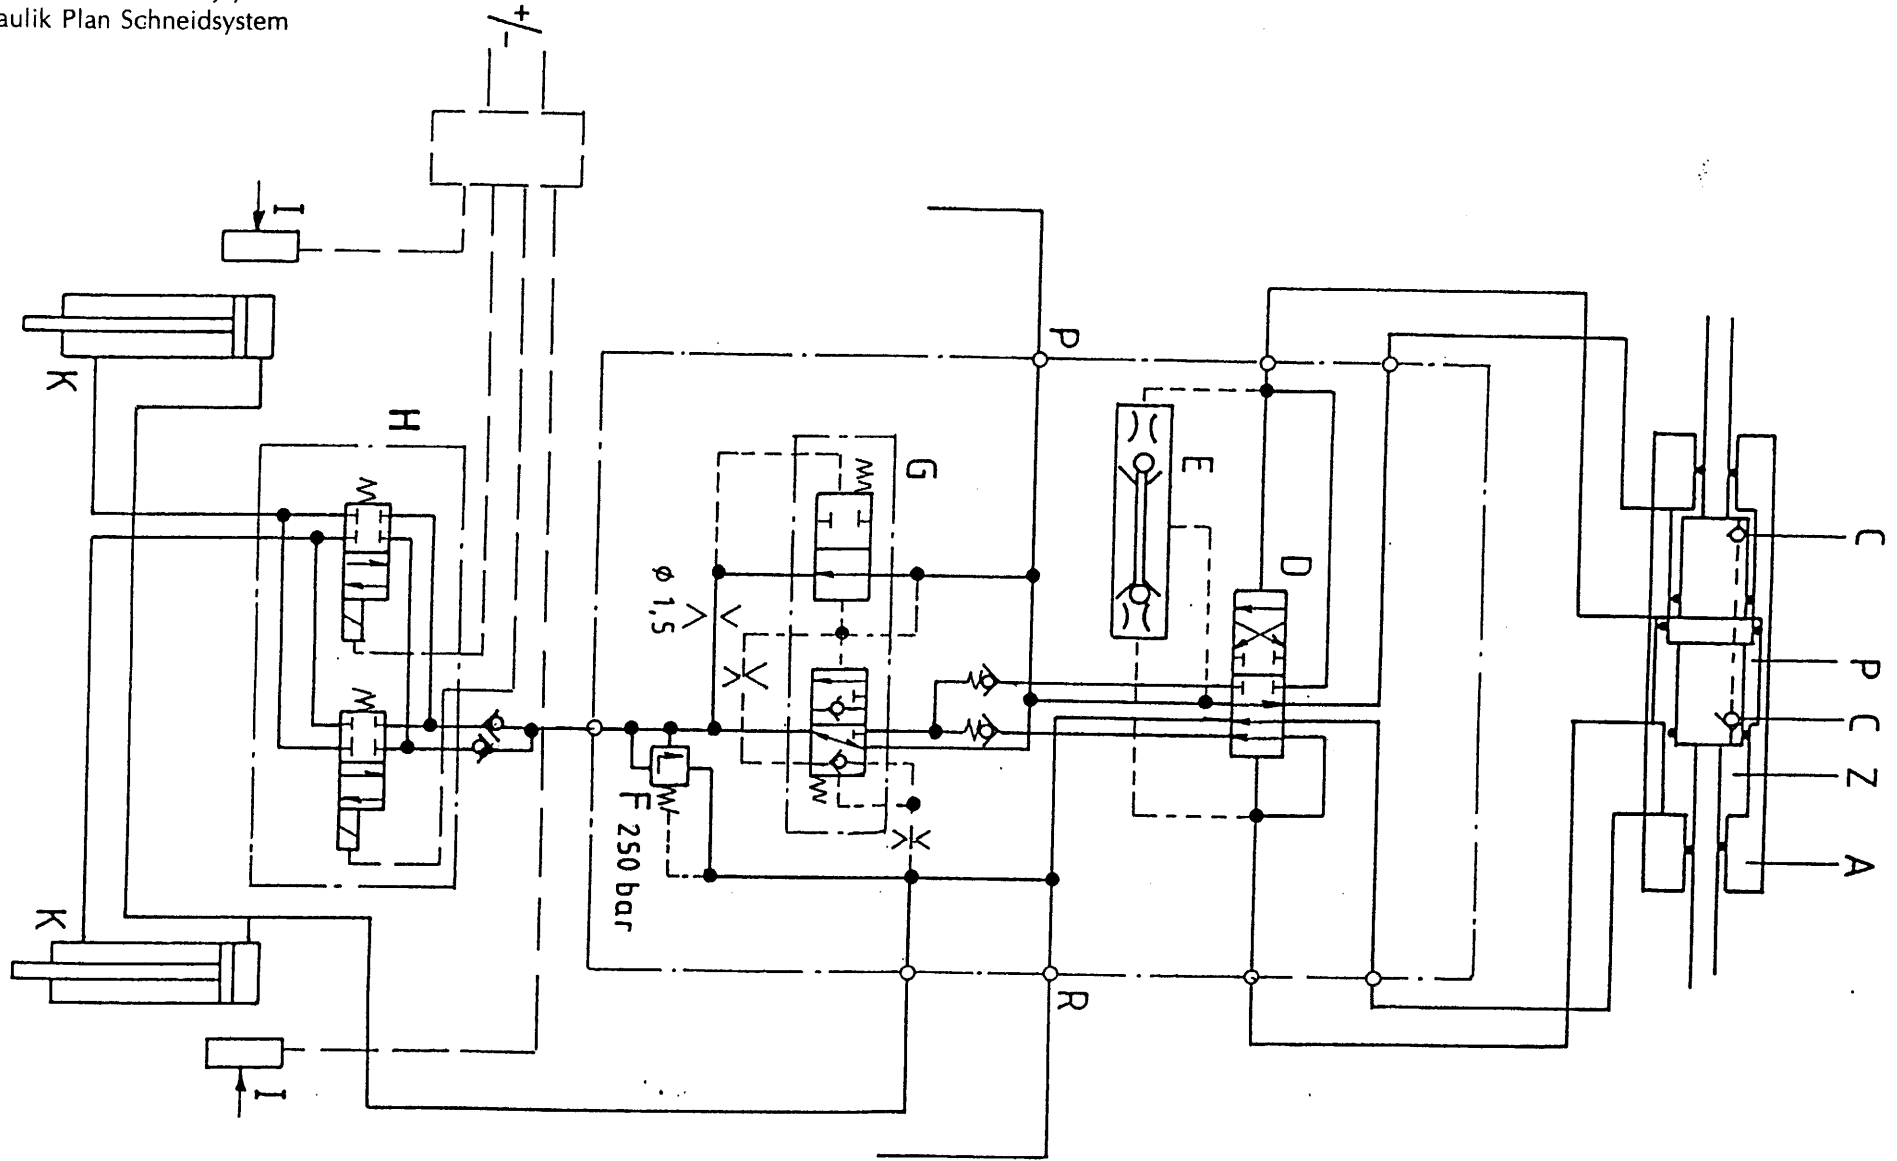 aulik Plan Schneidsystem
+/-
I
K
H
K
I
G
ø 1,5
F 250 bar
P
E
D
R
C
P
C
Z
A